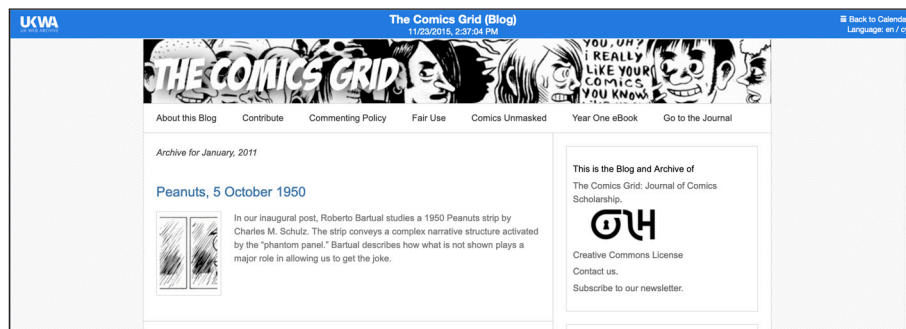 UKWA
UK WEB ARCHIVE
The Comics Grid (Blog)
11/23/2015, 2:37:04 PM
Back to Calenda
Language: en / cy
THE COMICS GRID
YOU, UH?
I REALLY
LIKE YOUR
COMICS
YOU KNOW
About this Blog
Contribute
Commenting Policy
Fair Use
Comics Unmasked
Year One eBook
Go to the Journal
Archive for January, 2011
Peanuts, 5 October 1950
In our inaugural post, Roberto Bartual studies a 1950 Peanuts strip by
Charles M. Schulz. The strip conveys a complex narrative structure activated
by the “phantom panel.” Bartual describes how what is not shown plays a
major role in allowing us to get the joke.
This is the Blog and Archive of
The Comics Grid: Journal of Comics
Scholarship.
OLH
Creative Commons License
Contact us.
Subscribe to our newsletter.